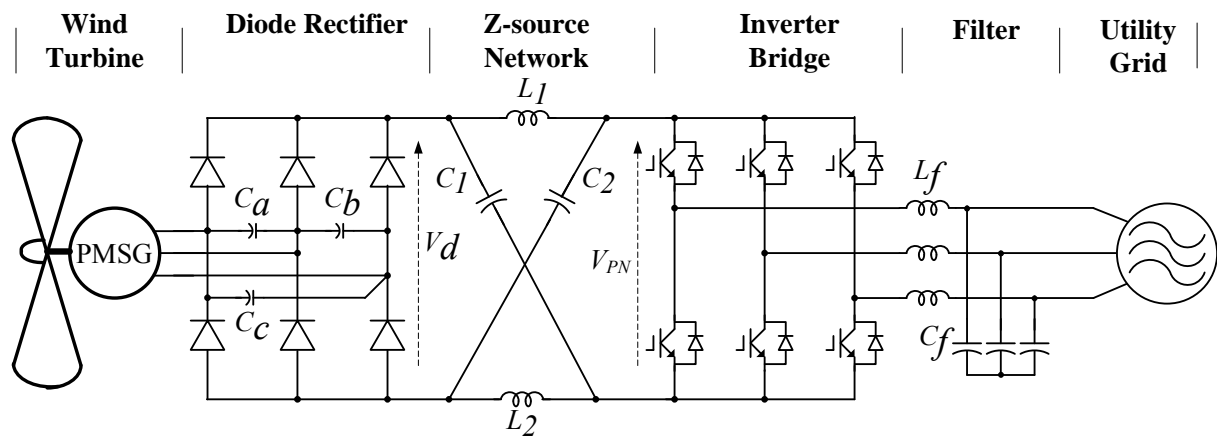 Wind
Turbine
Diode Rectifier
Z-source
Network
Inverter
Bridge
Filter
Utility
Grid
L1
C1
C2
Ca
Cb
Vd
VPN
Lf
PMSG
Cc
Cf
L2